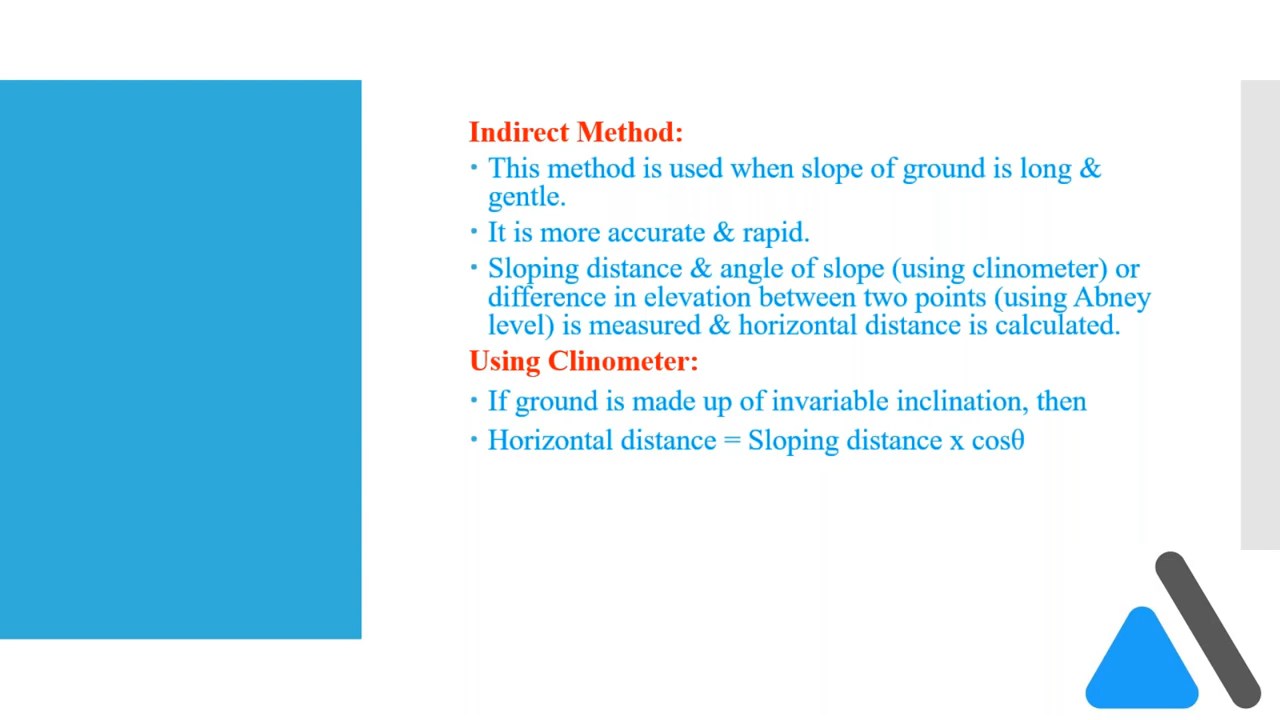 Indirect Method:
• This method is used when slope of ground is long &
gentle.
• It is more accurate & rapid.
• Sloping distance & angle of slope (using clinometer) or
difference in elevation between two points (using Abney
level) is measured & horizontal distance is calculated.
Using Clinometer:
• If ground is made up of invariable inclination, then
• Horizontal distance = Sloping distance x cosθ